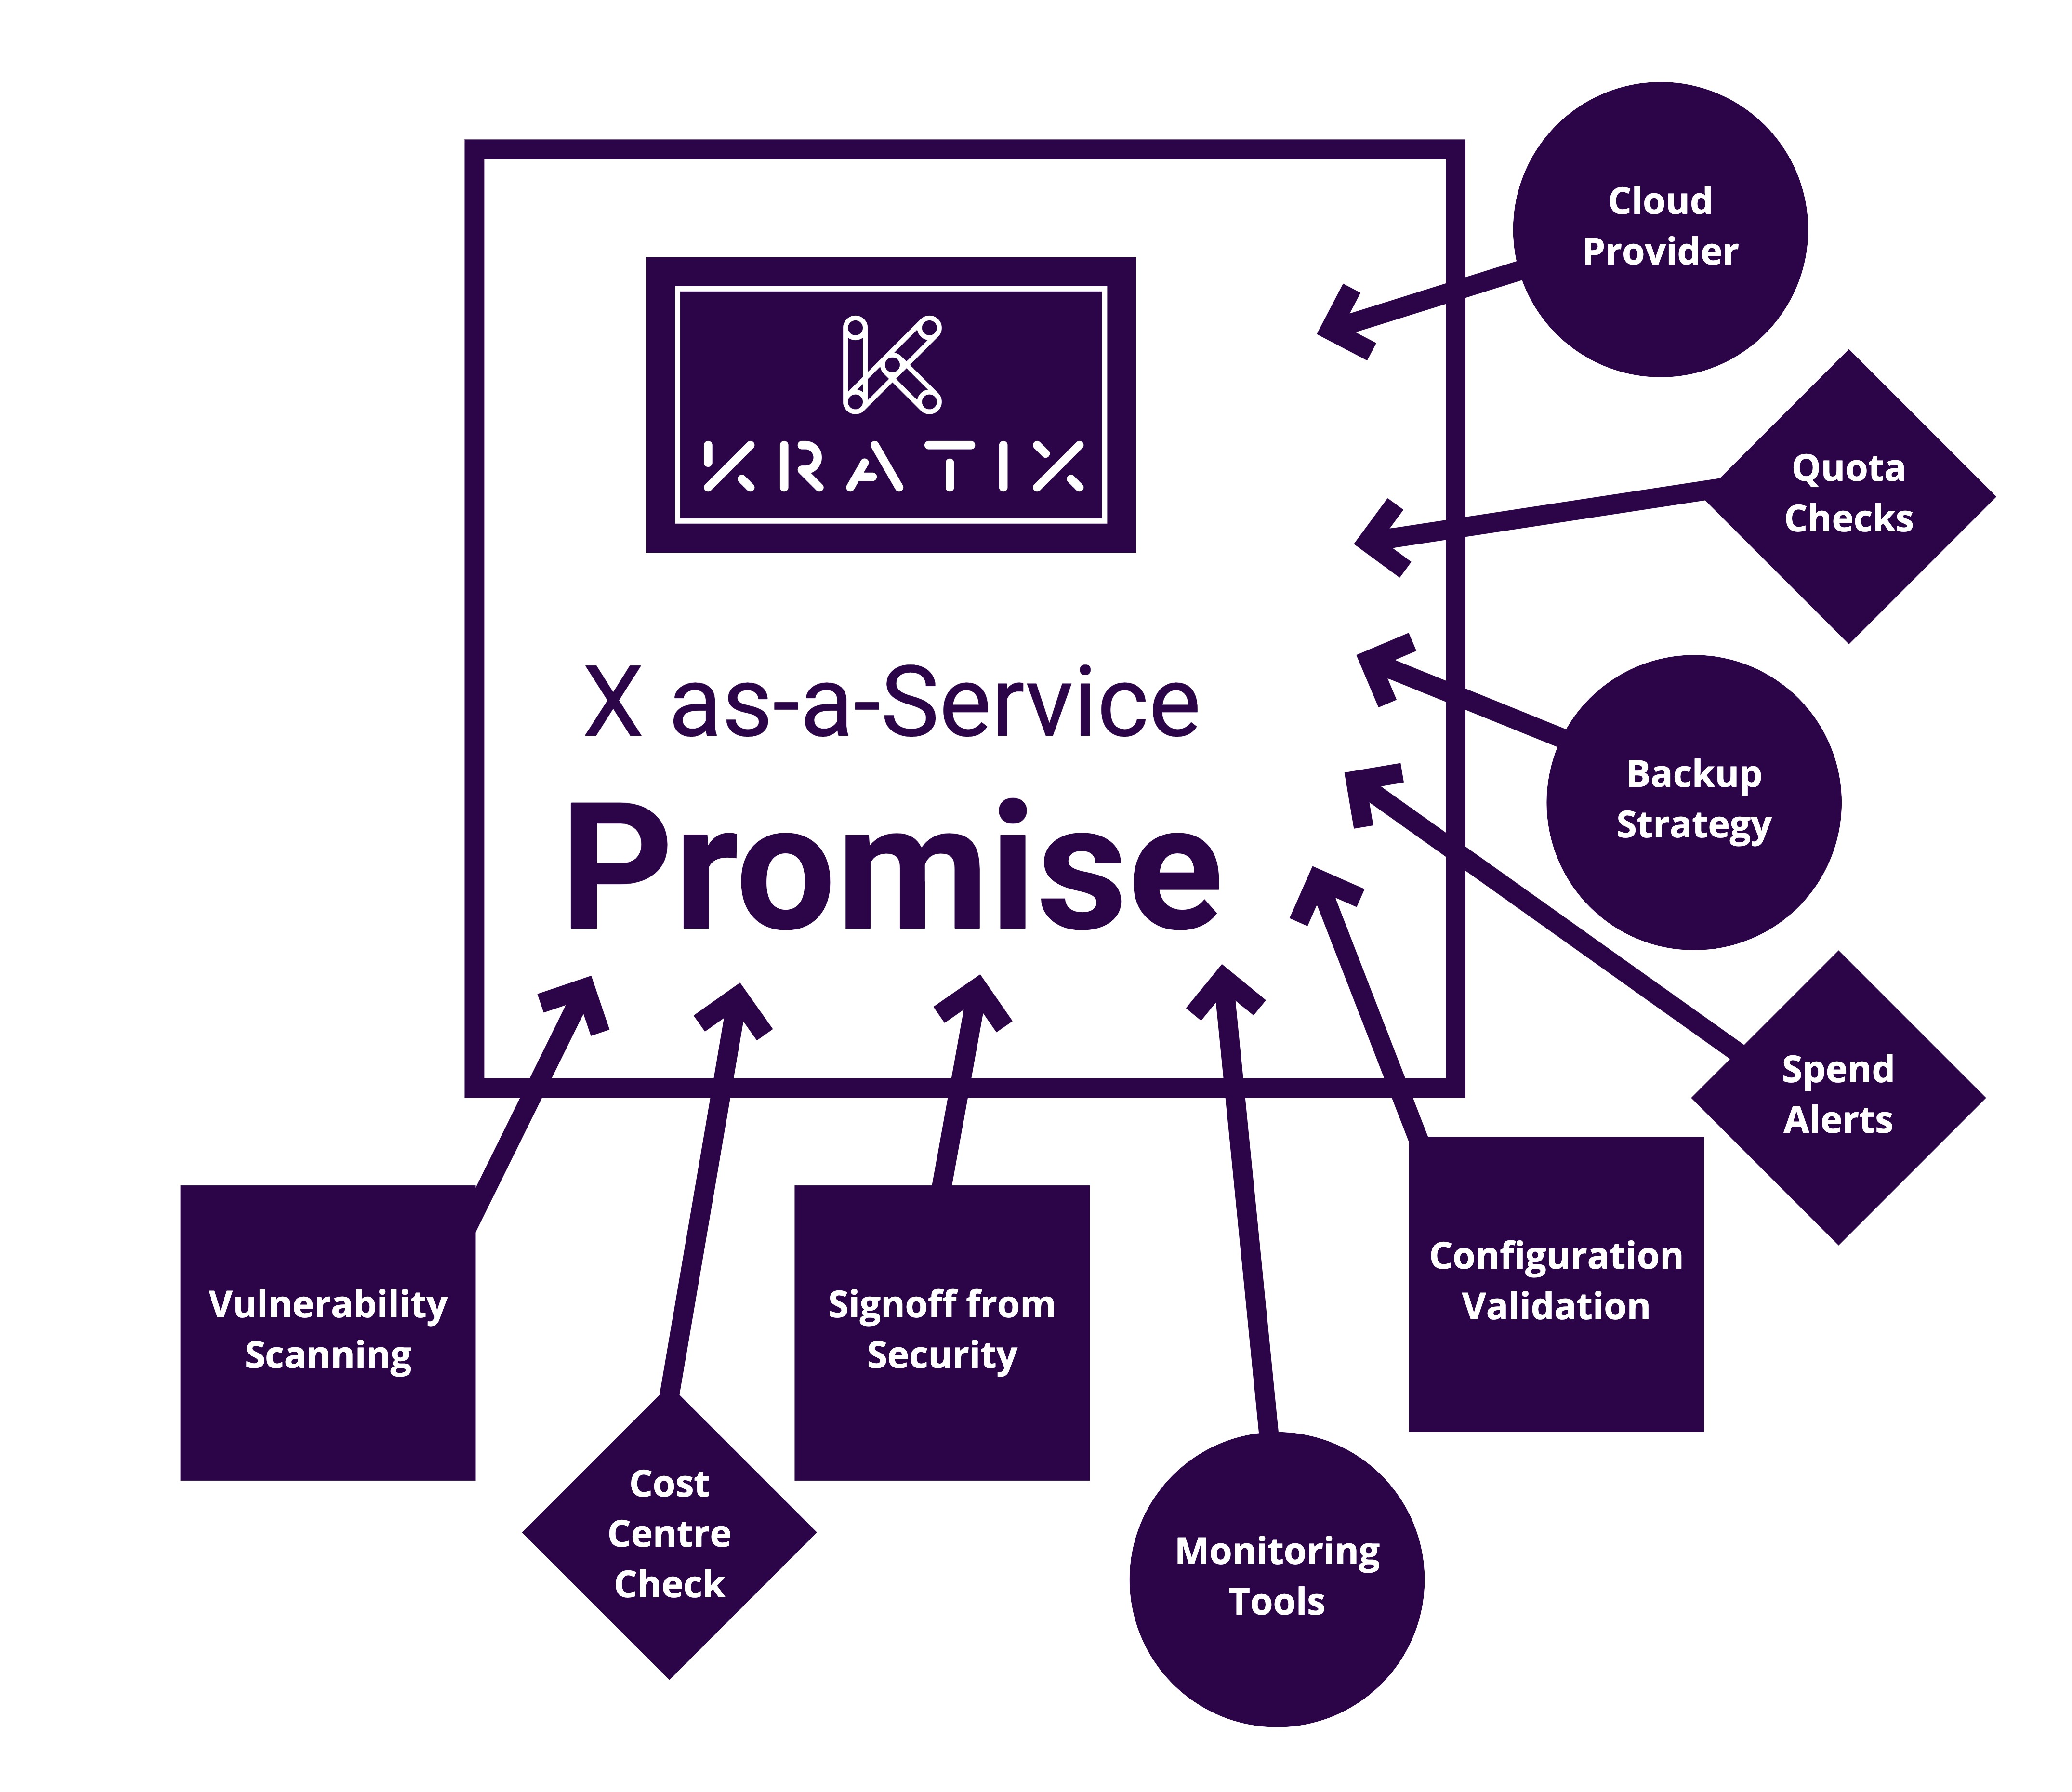 KRATIX
X as-a-Service
Promise
Cloud
Provider
Quota
Checks
Backup
Strategy
Spend
Alerts
Configuration
Validation
Vulnerability
Scanning
Signoff from
Security
Cost
Centre
Check
Monitoring
Tools